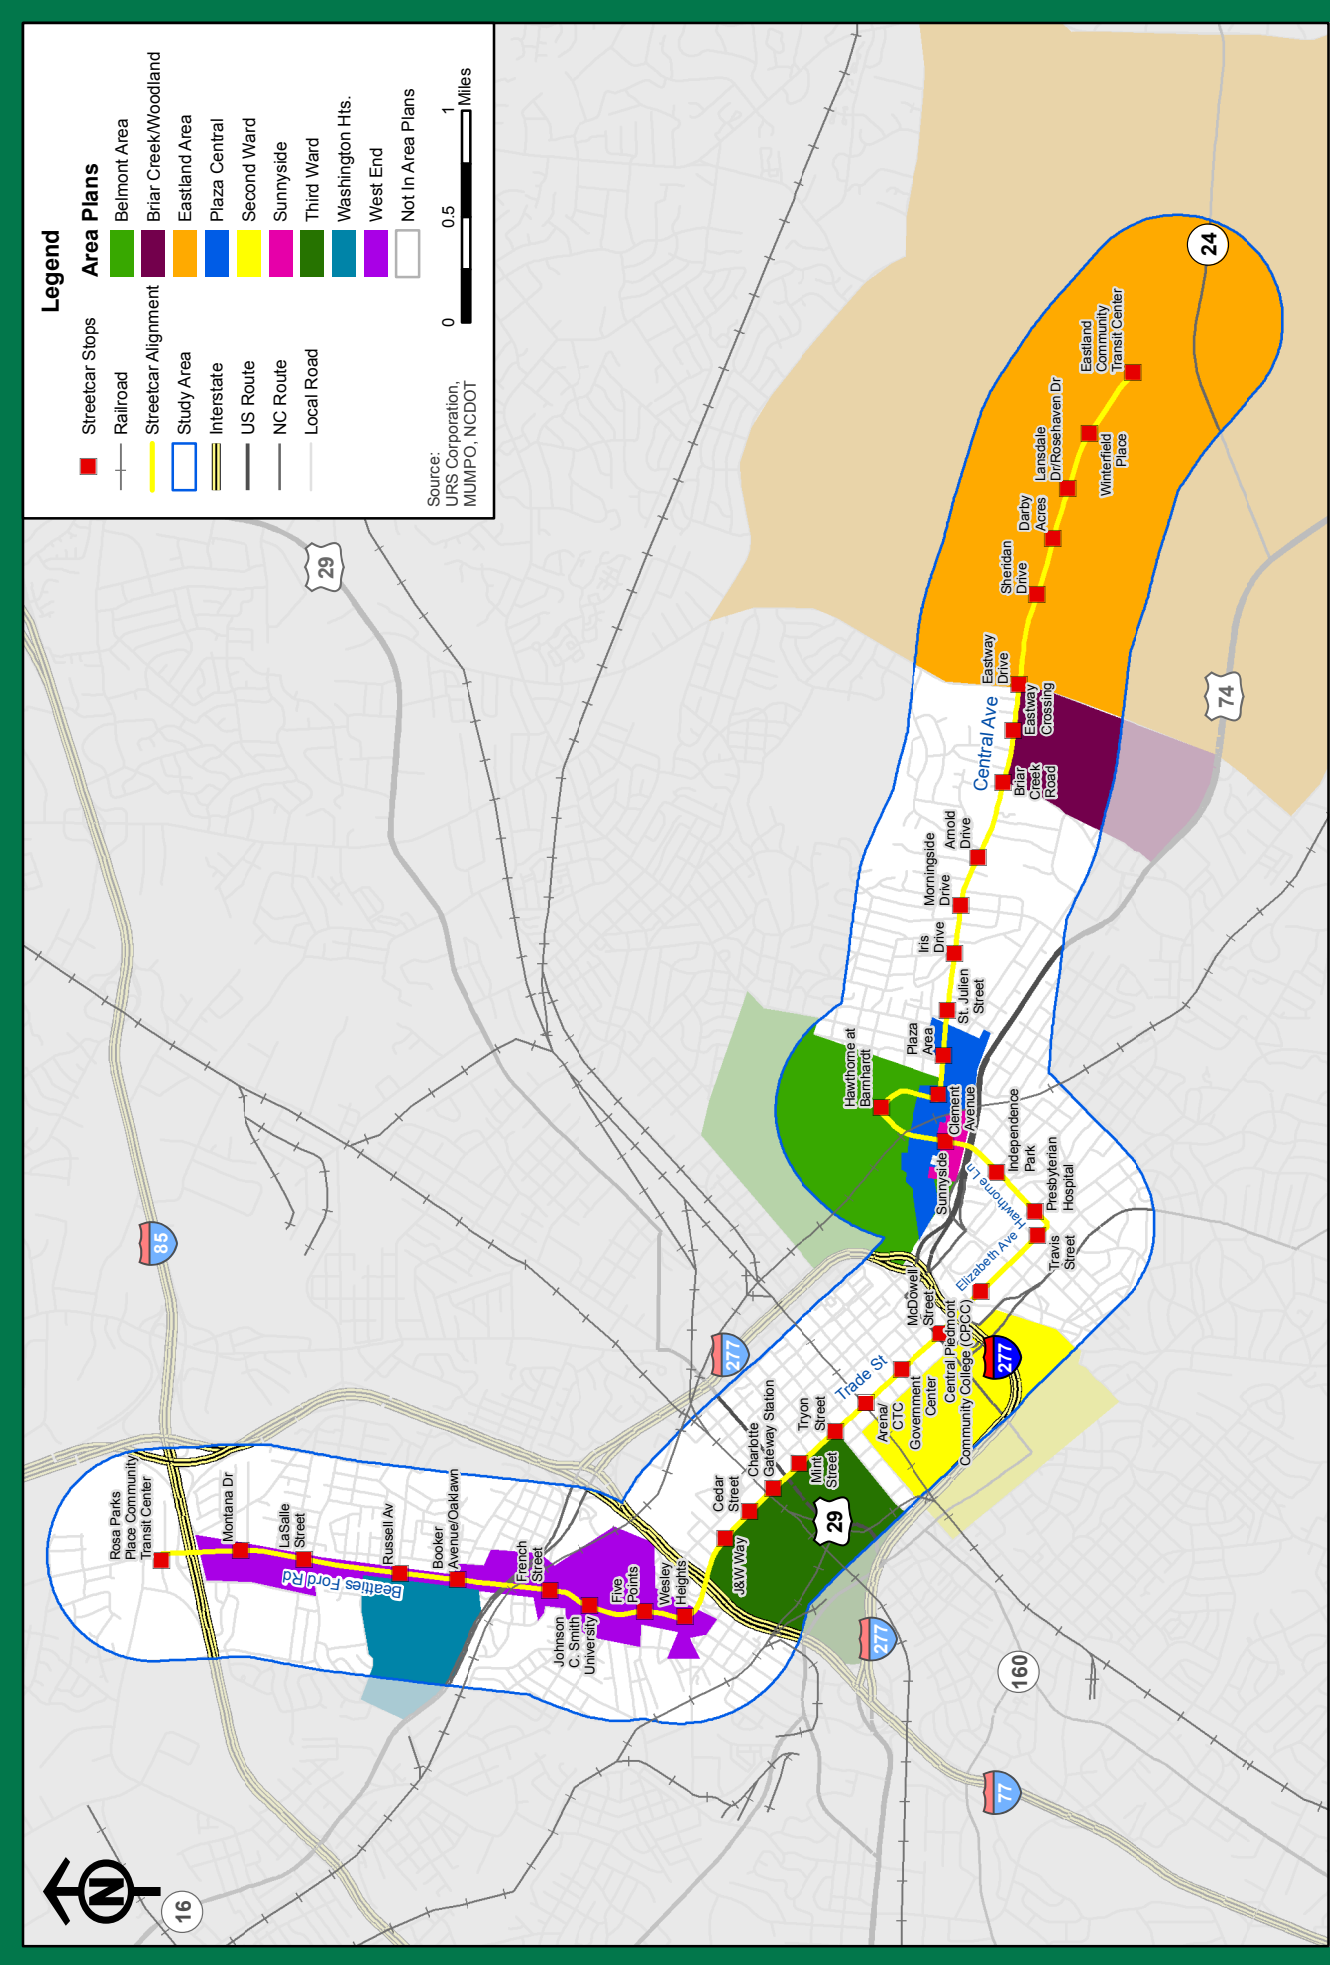 Legend
Streetcar Stops
Railroad
Streetcar Alignment
Study Area
Interstate
US Route
NC Route
Local Road
Area Plans
Belmont Area
Briar Creek/Woodland
Eastland Area
Plaza Central
Second Ward
Sunnyside
Third Ward
Washington Hts.
West End
Not In Area Plans
Source:
URS Corporation,
MUMPO, NCDOT
0
0.5
1
Miles
N
16
85
29
277
277
277
77
160
29
74
24
Rosa Parks
Place Community
Transit Center
Montana Dr
LaSalle
Street
Beatties Ford Rd
Russell Av
Booker
Avenue/Oaklawn
French
Street
Johnson
C. Smith
University
Five
Points
Wesley
Heights
J&W Way
Cedar
Street
Charlotte
Gateway Station
Mint
Street
Tryon
Street
Trade St
Arena/
CTC
Government
Center
McDowell
Street
Central Piedmont
Community College (CPCC)
Elizabeth Ave
Travis
Street
Presbyterian
Hospital
Hawthorne Ln
Independence
Park
Sunnyside
Clement
Avenue
Hawthorne at
Barnhardt
Plaza
Area
St. Julien
Street
Iris
Drive
Morningside
Drive
Arnold
Drive
Central Ave
Briar
Creek
Road
Eastway
Crossing
Eastway
Drive
Sheridan
Drive
Darby
Acres
Lansdale
Dr/Rosehaven Dr
Winterfield
Place
Eastland
Community
Transit Center